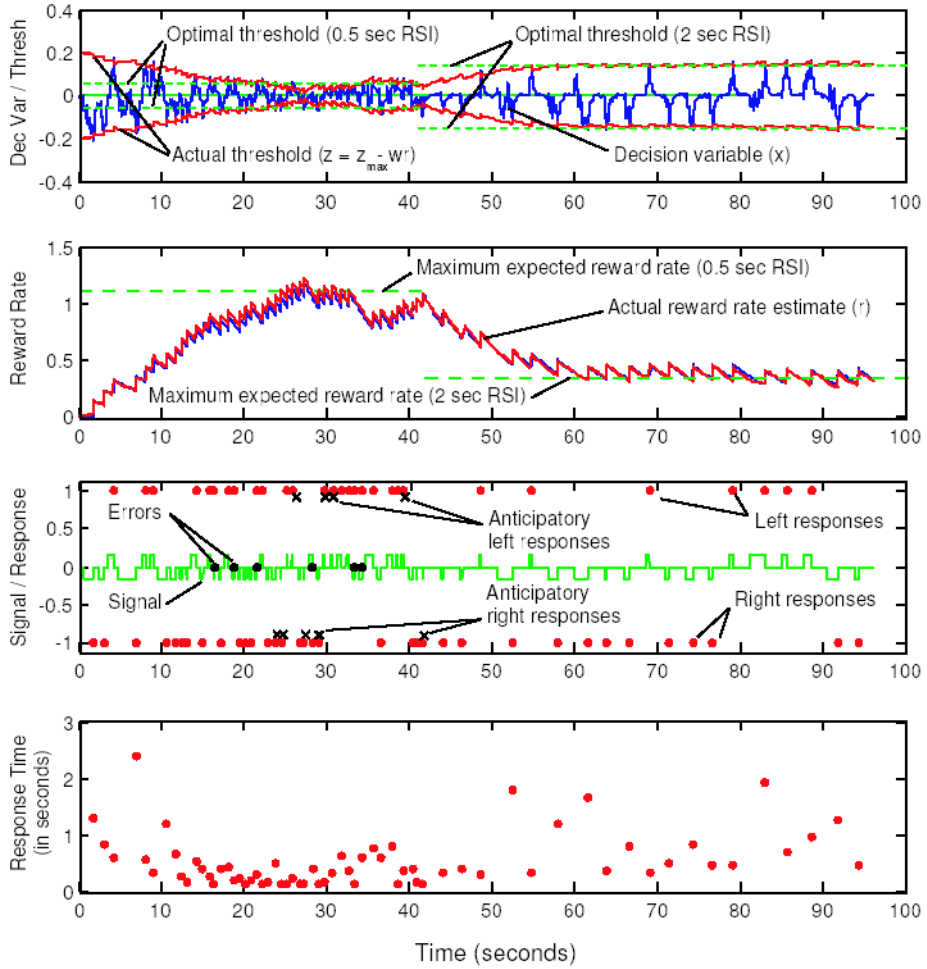 0.4
0.2
0
-0.2
-0.4
Dec Var / Thresh
Optimal threshold (0.5 sec RSI)
Optimal threshold (2 sec RSI)
Actual threshold (z = z_max - wr)
Decision variable (x)
0 10 20 30 40 50 60 70 80 90 100
1.5
1
0.5
0
Reward Rate
Maximum expected reward rate (0.5 sec RSI)
Actual reward rate estimate (r)
Maximum expected reward rate (2 sec RSI)
0 10 20 30 40 50 60 70 80 90 100
1
0.5
0
-0.5
-1
Signal / Response
Errors
Anticipatory
left responses
Left responses
Signal
Anticipatory
right responses
Right responses
0 10 20 30 40 50 60 70 80 90 100
3
2
1
0
Response Time
(in seconds)
0 10 20 30 40 50 60 70 80 90 100
Time (seconds)